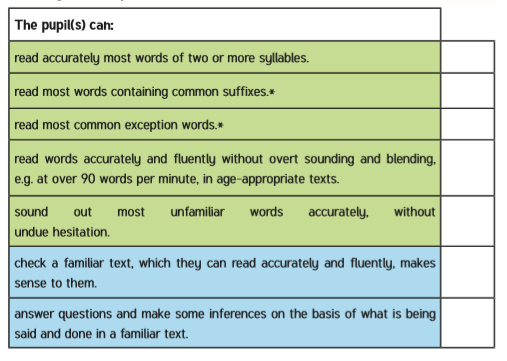 The pupil(s) can:
read accurately most words of two or more syllables.
read most words containing common suffixes.*
read most common exception words.*
read words accurately and fluently without overt sounding and blending,
e.g. at over 90 words per minute, in age-appropriate texts.
sound out most unfamiliar words accurately, without
undue hesitation.
check a familiar text, which they can read accurately and fluently, makes
sense to them.
answer questions and make some inferences on the basis of what is being
said and done in a familiar text.